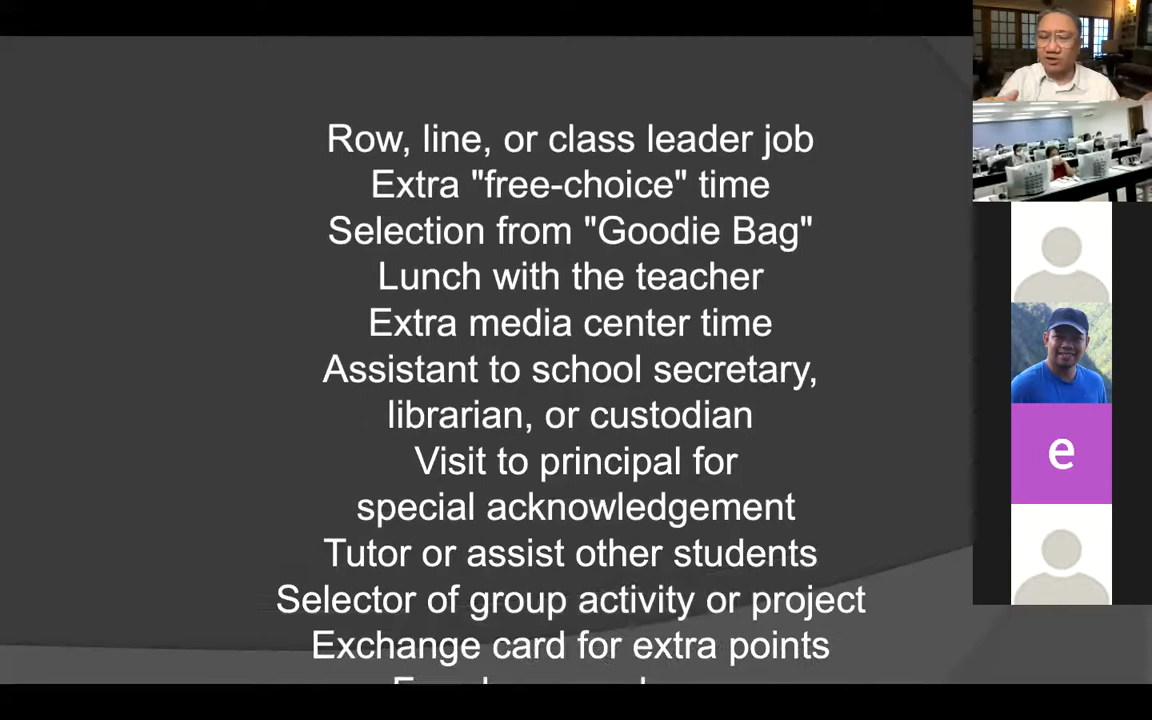 Row, line, or class leader job
Extra "free-choice" time
Selection from "Goodie Bag"
Lunch with the teacher
Extra media center time
Assistant to school secretary,
librarian, or custodian
Visit to principal for
special acknowledgement
Tutor or assist other students
Selector of group activity or project
Exchange card for extra points
e